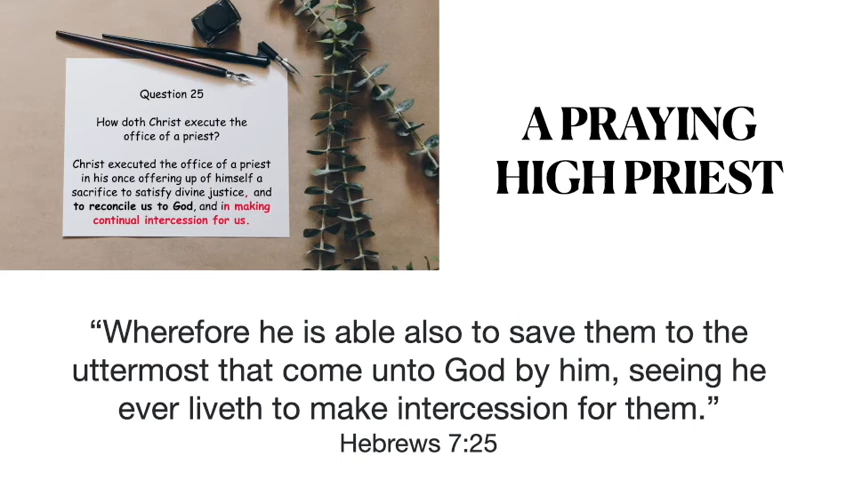 Question 25
How doth Christ execute the
office of a priest?
Christ executed the office of a priest
in his once offering up of himself a
sacrifice to satisfy divine justice, and
to reconcile us to God, and in making
continual intercession for us.
A PRAYING
HIGH PRIEST
“Wherefore he is able also to save them to the
uttermost that come unto God by him, seeing he
ever liveth to make intercession for them.”
Hebrews 7:25